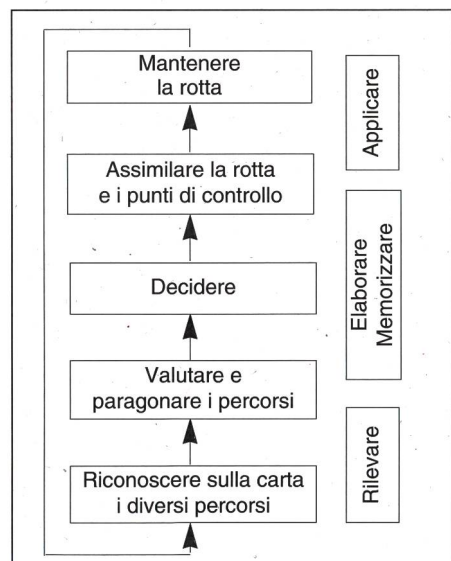 Mantenere
la rotta
Assimilare la rotta
e i punti di controllo
Decidere
Valutare e
paragonare i percorsi
Riconoscere sulla carta
i diversi percorsi
Applicare
Elaborare
Memorizzare
Rilevare